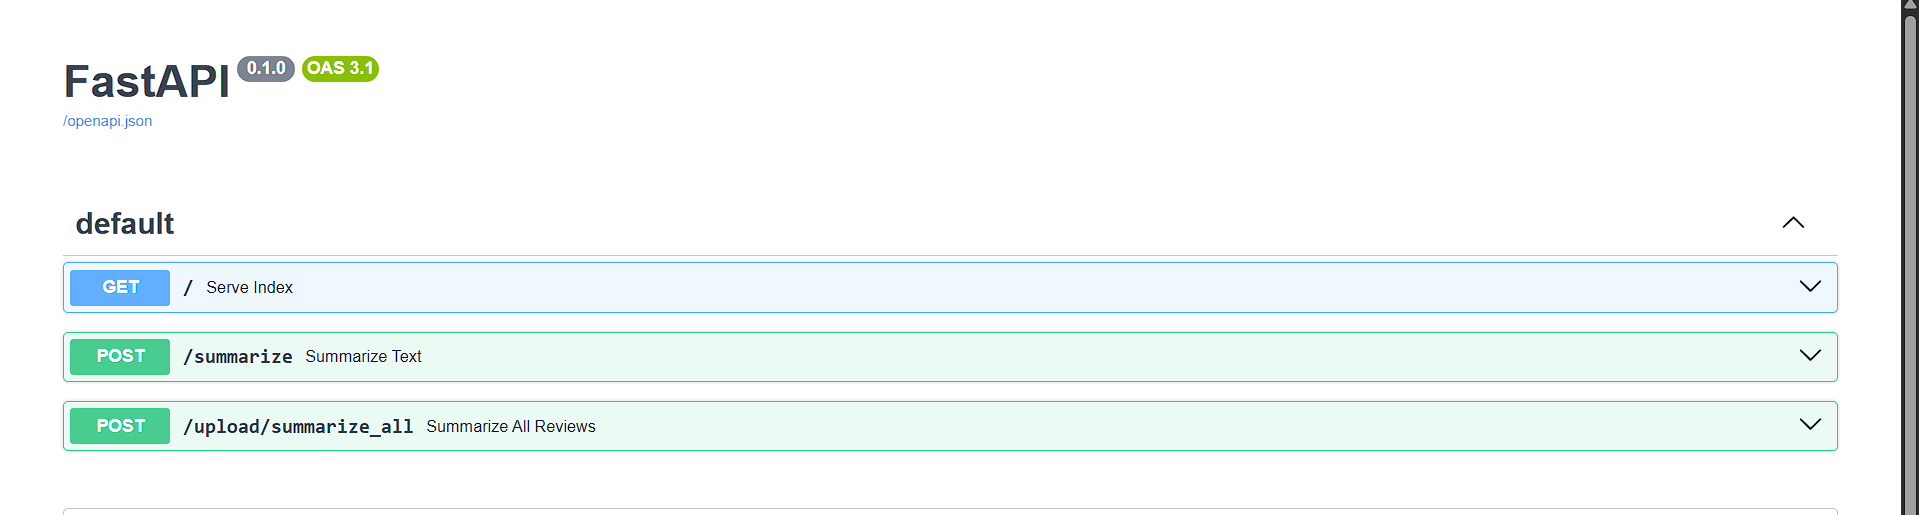 FastAPI 0.1.0 OAS 3.1
/openapi.json
default
GET / Serve Index
POST /summarize Summarize Text
POST /upload/summarize_all Summarize All Reviews